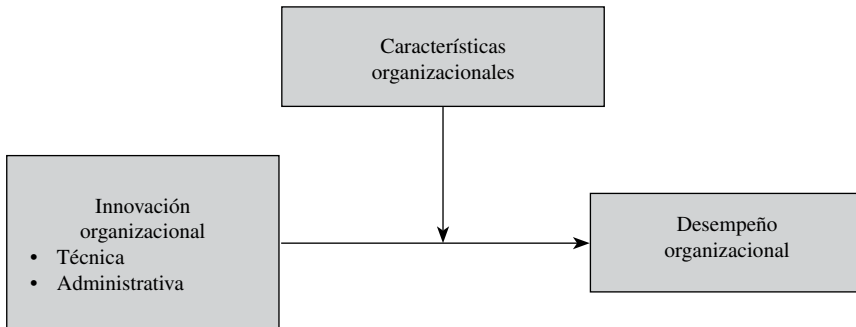 Características
organizacionales
Innovación
organizacional
• Técnica
• Administrativa
Desempeño
organizacional